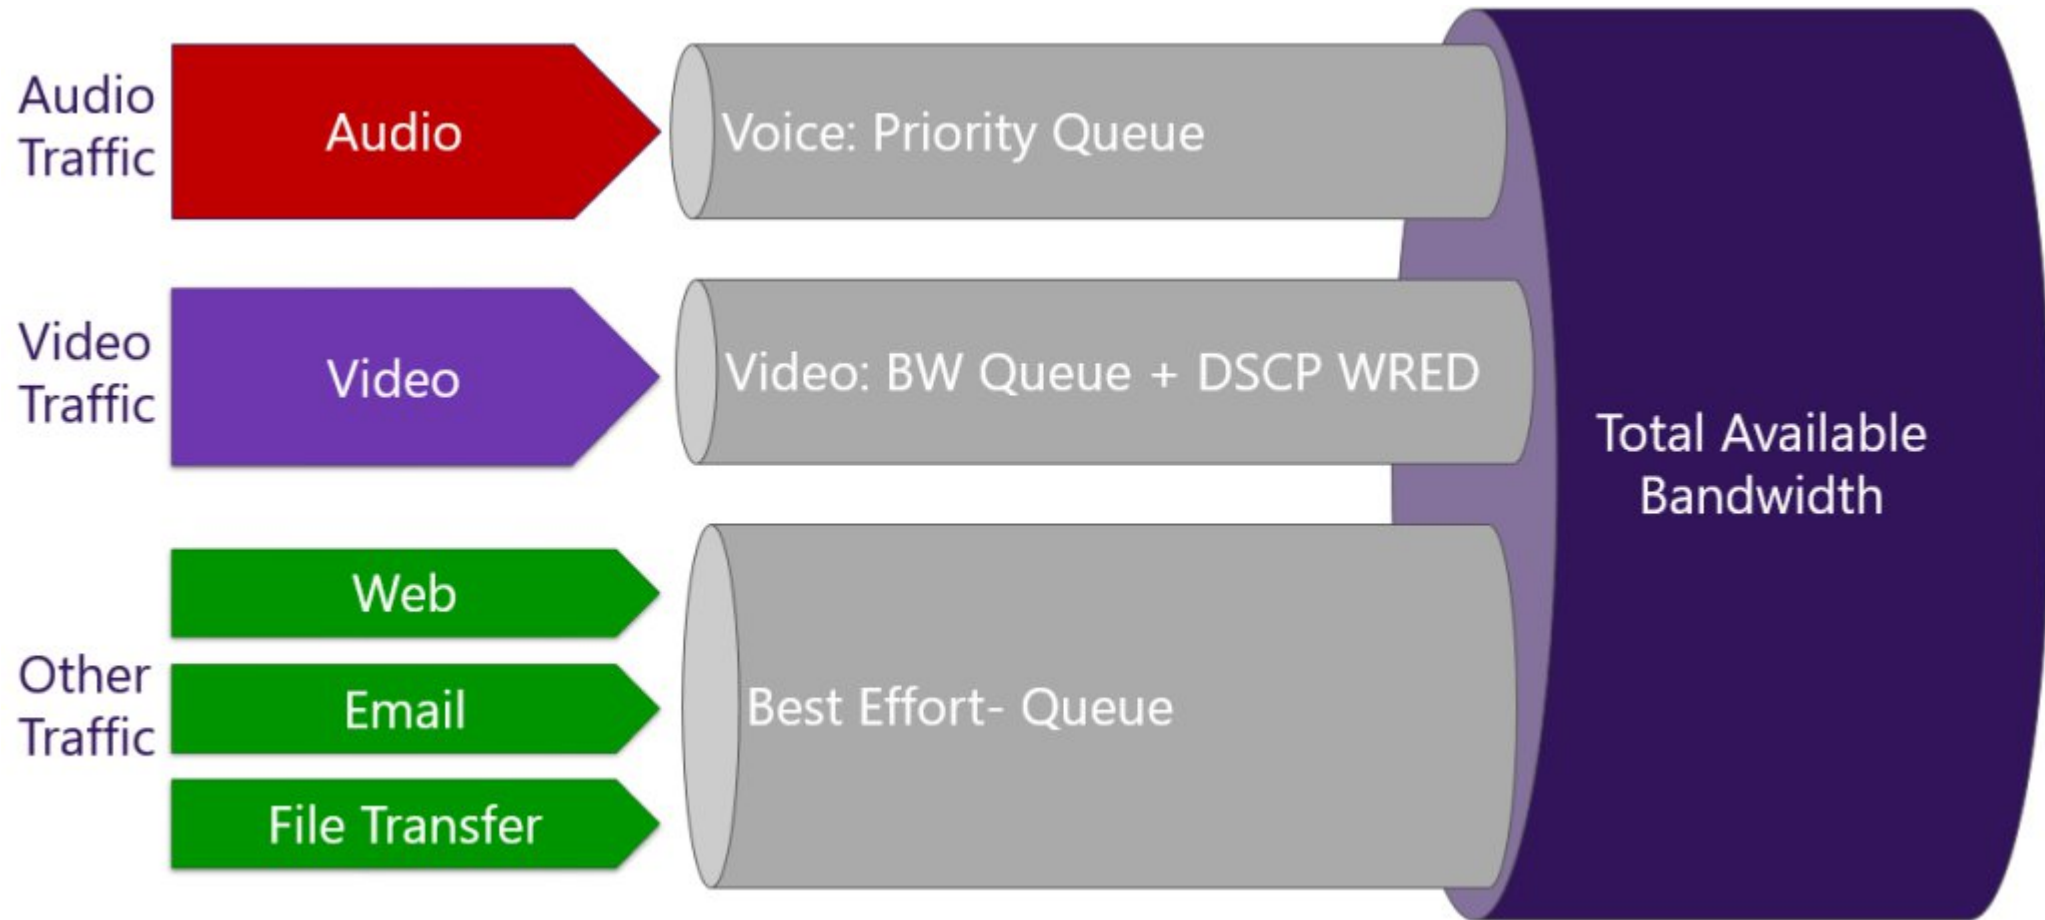 Audio
Traffic
Audio
Voice: Priority Queue
Video
Traffic
Video
Video: BW Queue + DSCP WRED
Total Available
Bandwidth
Other
Traffic
Web
Email
File Transfer
Best Effort- Queue